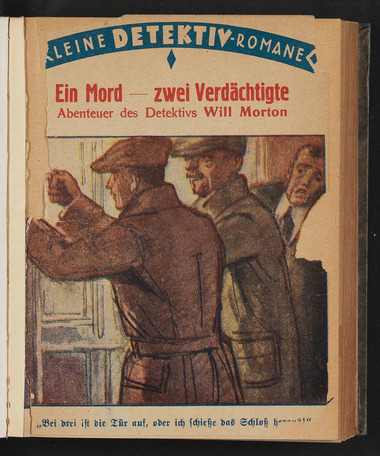 KLEINE DETEKTIV-ROMANE
Ein Mord — zwei Verdächtigte
Abenteuer des Detektivs Will Morton
„Bei drei ist die Tür auf, oder ich schieße das Schloß heraus!“